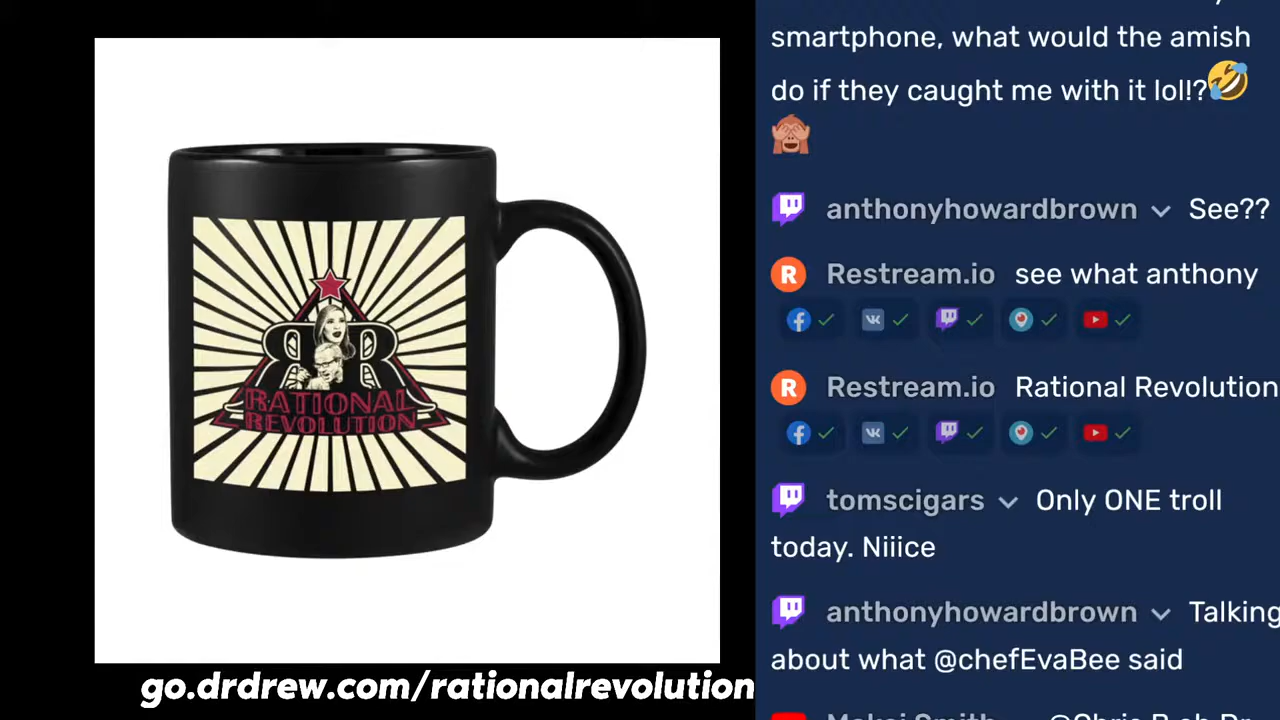 RATIONAL
REVOLUTION
go.drdrew.com/rationalrevolution
smartphone, what would the amish
do if they caught me with it lol!?🤣
🙈
anthonyhowardbrown See??
Restream.io see what anthony
Restream.io Rational Revolution
tomscigars Only ONE troll
today. Niiice
anthonyhowardbrown Talking
about what @chefEvaBee said